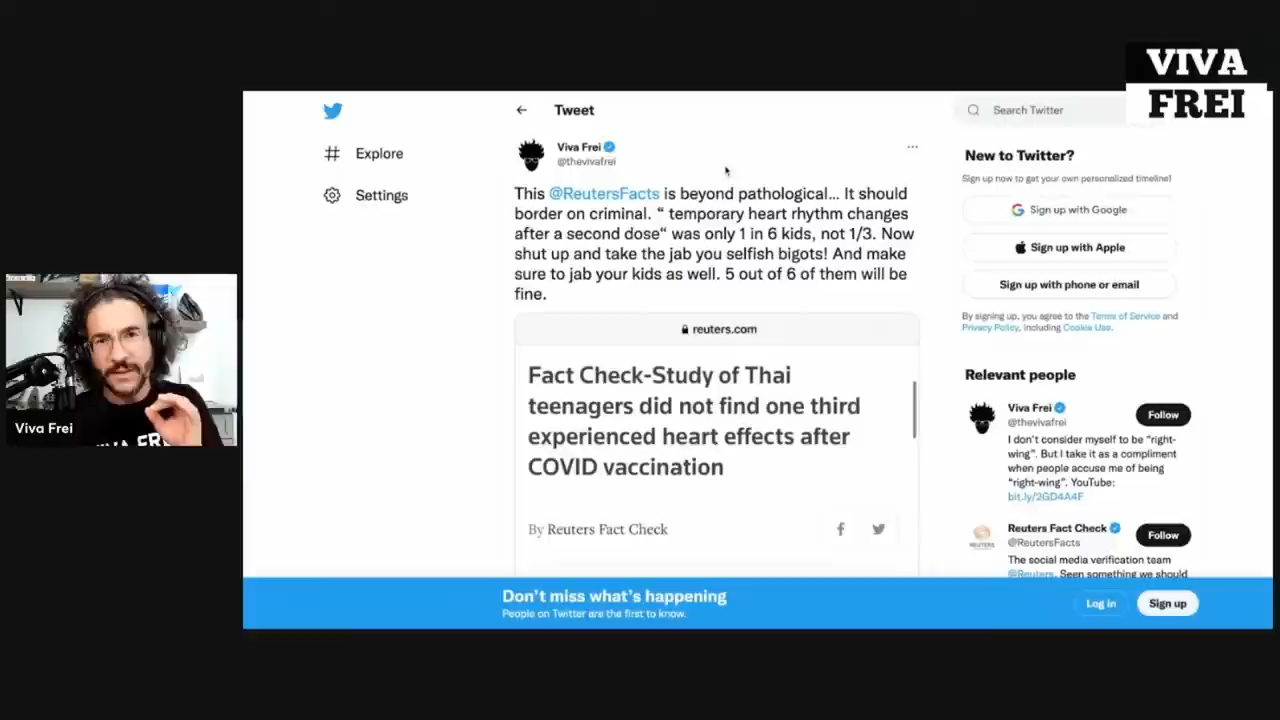 VIVA
FREI
Tweet
Search Twitter
Explore
Settings
Viva Frei
@thevivafrei
This @ReutersFacts is beyond pathological... It should
border on criminal. “ temporary heart rhythm changes
after a second dose“ was only 1 in 6 kids, not 1/3. Now
shut up and take the jab you selfish bigots! And make
sure to jab your kids as well. 5 out of 6 of them will be
fine.
reuters.com
Fact Check-Study of Thai
teenagers did not find one third
experienced heart effects after
COVID vaccination
By Reuters Fact Check
New to Twitter?
Sign up now to get your own personalized timeline!
Sign up with Google
Sign up with Apple
Sign up with phone or email
By signing up, you agree to the Terms of Service and
Privacy Policy, including Cookie Use.
Relevant people
Viva Frei
@thevivafrei
Follow
I don't consider myself to be "right-
wing". But I take it as a compliment
when people accuse me of being
"right-wing". YouTube:
bit.ly/2GD4A4F
Reuters Fact Check
@ReutersFacts
Follow
The social media verification team
@Reuters. Seen something we should
Don't miss what's happening
People on Twitter are the first to know.
Log in
Sign up
Viva Frei